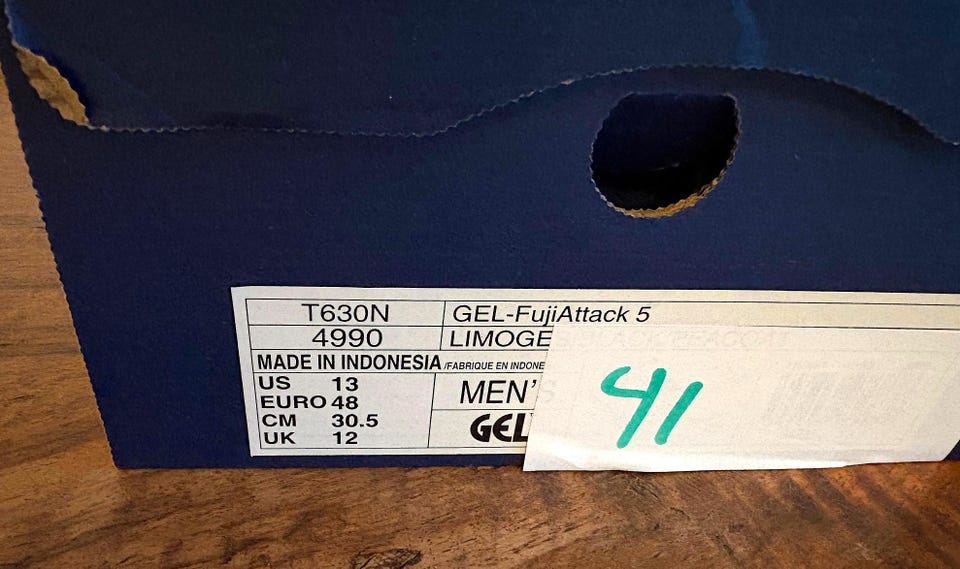 T630N GEL-FujiAttack 5
4990 LIMOGE
MADE IN INDONESIA /FABRIQUE EN INDONE
US 13
EURO 48
CM 30.5
UK 12
MEN'S
GEL
41